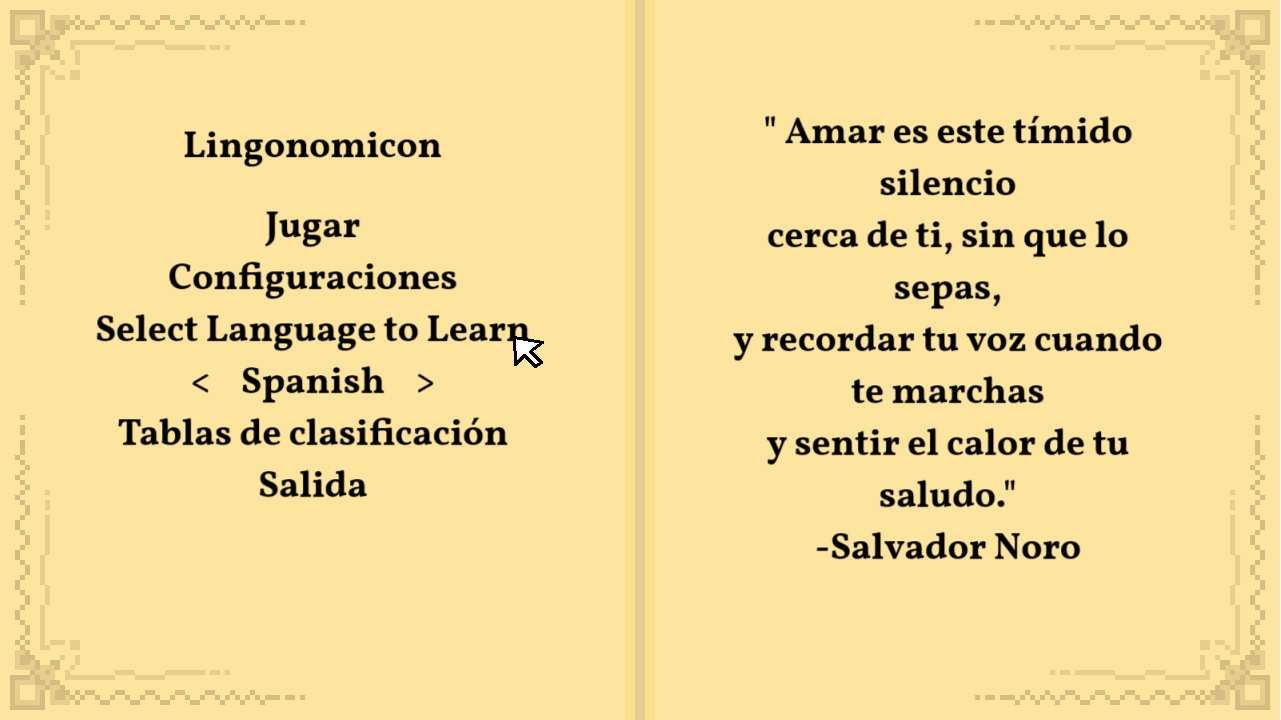 Lingonomicon
Jugar
Configuraciones
Select Language to Learn
< Spanish >
Tablas de clasificación
Salida
" Amar es este tímido
silencio
cerca de ti, sin que lo
sepas,
y recordar tu voz cuando
te marchas
y sentir el calor de tu
saludo."
-Salvador Noro